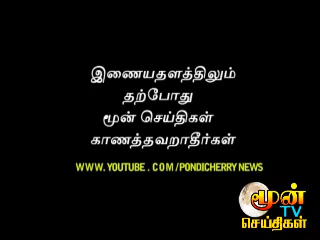 இணையதளத்திலும்
தற்போது
மூன் செய்திகள்
காணத்தவறாதீர்கள்
WWW.YOUTUBE.COM/PONDICHERRY NEWS
மூன்
TV
செய்திகள்